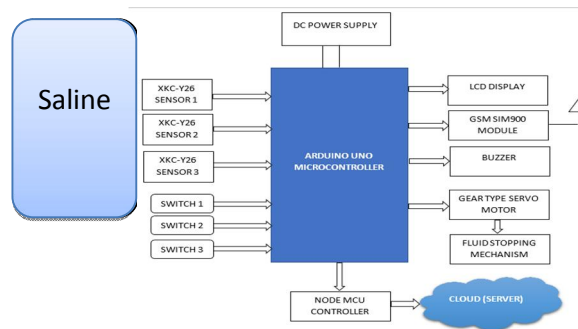 DC POWER SUPPLY
Saline
XKC-Y26
SENSOR 1
XKC-Y26
SENSOR 2
XKC-Y26
SENSOR 3
SWITCH 1
SWITCH 2
SWITCH 3
ARDUINO UNO
MICROCONTROLLER
LCD DISPLAY
GSM SIM900
MODULE
BUZZER
GEAR TYPE SERVO
MOTOR
FLUID STOPPING
MECHANISM
NODE MCU
CONTROLLER
CLOUD (SERVER)